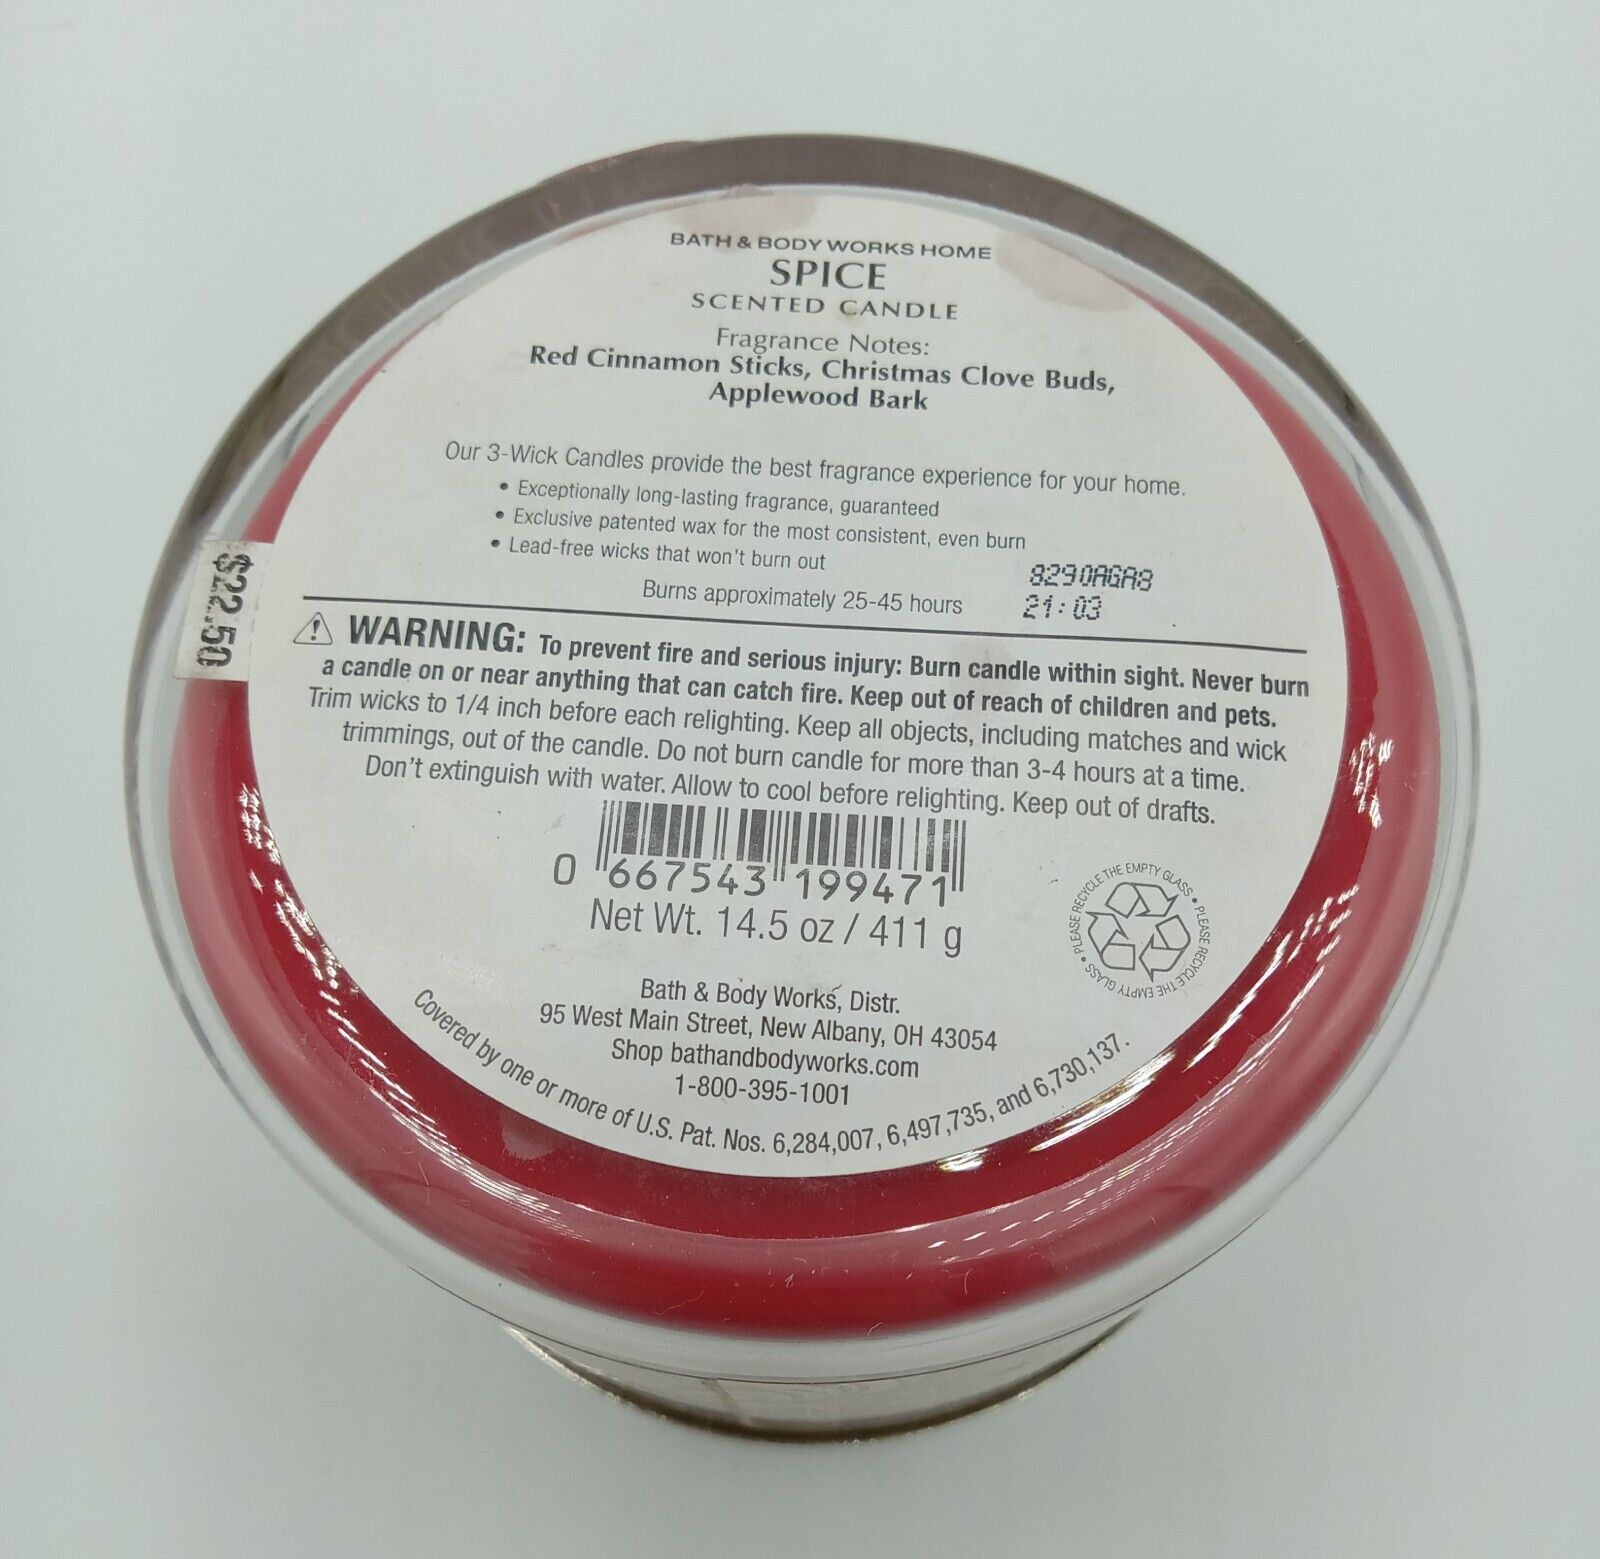 BATH & BODY WORKS HOME
SPICE
SCENTED CANDLE
Fragrance Notes:
Red Cinnamon Sticks, Christmas Clove Buds,
Applewood Bark
Our 3-Wick Candles provide the best fragrance experience for your home.
• Exceptionally long-lasting fragrance, guaranteed
• Exclusive patented wax for the most consistent, even burn
• Lead-free wicks that won't burn out
Burns approximately 25-45 hours
8290AGA8
21:03
$22.50
WARNING: To prevent fire and serious injury: Burn candle within sight. Never burn
a candle on or near anything that can catch fire. Keep out of reach of children and pets.
Trim wicks to 1/4 inch before each relighting. Keep all objects, including matches and wick
trimmings, out of the candle. Do not burn candle for more than 3-4 hours at a time.
Don't extinguish with water. Allow to cool before relighting. Keep out of drafts.
0 667543 199471
Net Wt. 14.5 oz / 411 g
PLEASE RECYCLE THE EMPTY GLASS • PLEASE RECYCLE THE EMPTY GLASS •
Bath & Body Works, Distr.
95 West Main Street, New Albany, OH 43054
Shop bathandbodyworks.com
1-800-395-1001
Covered by one or more of U.S. Pat. Nos. 6,284,007, 6,497,735, and 6,730,137.